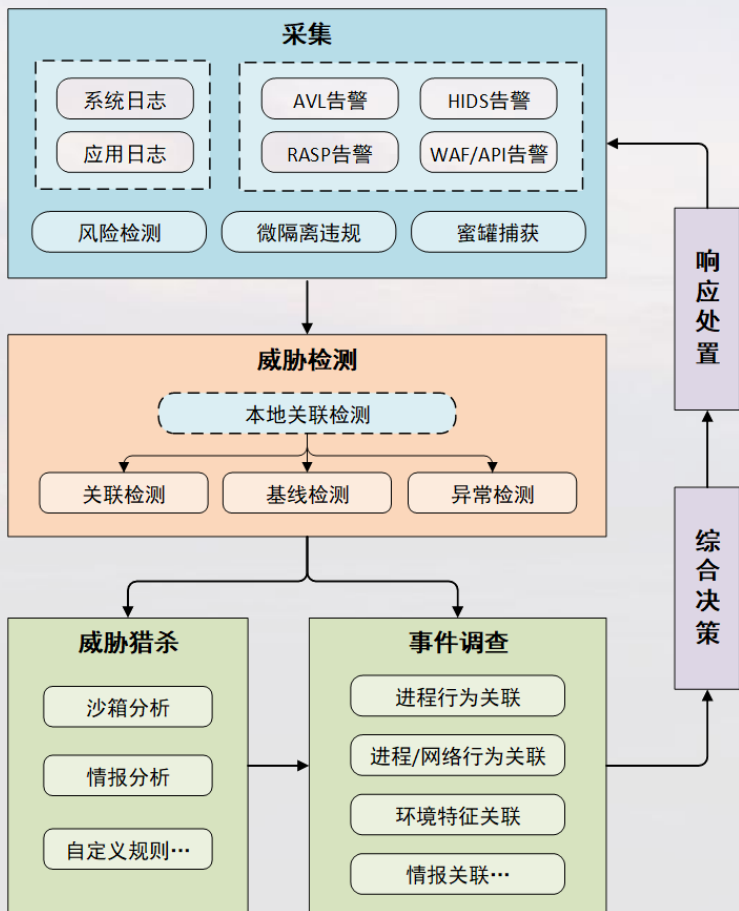 采集
系统日志
应用日志
AVL告警
HIDS告警
RASP告警
WAF/API告警
风险检测
微隔离违规
蜜罐捕获
威胁检测
本地关联检测
关联检测
基线检测
异常检测
威胁猎杀
沙箱分析
情报分析
自定义规则…
事件调查
进程行为关联
进程/网络行为关联
环境特征关联
情报关联…
综合决策
响应处置